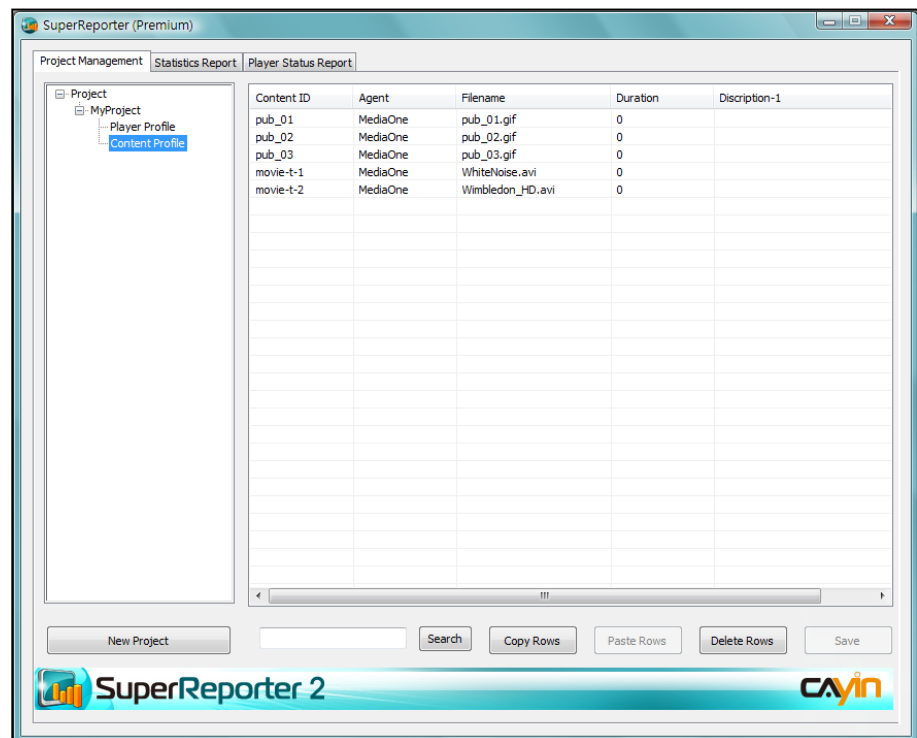 SuperReporter (Premium)
Project Management Statistics Report Player Status Report
Project
MyProject
Player Profile
Content Profile
Content ID Agent Filename Duration Discription-1
pub_01 MediaOne pub_01.gif 0
pub_02 MediaOne pub_02.gif 0
pub_03 MediaOne pub_03.gif 0
movie-t-1 MediaOne WhiteNoise.avi 0
movie-t-2 MediaOne Wimbledon_HD.avi 0
New Project Search Copy Rows Paste Rows Delete Rows Save
SuperReporter 2 CAYIN